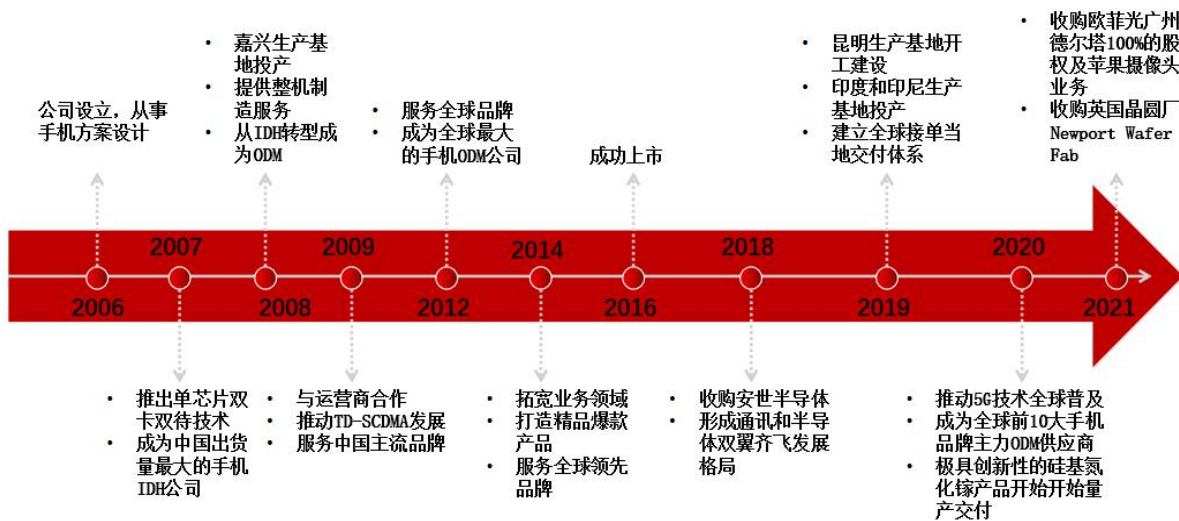 公司设立，从事
手机方案设计
• 嘉兴生产基
地投产
• 提供整机制
造服务
• 从IDH转型成
为ODM
• 服务全球品牌
• 成为全球最大
的手机ODM公司
成功上市
• 昆明生产基地开
工建设
• 印度和印尼生产
基地投产
• 建立全球接单当
地交付体系
• 收购欧菲光广州
德尔塔100%的股
权及苹果摄像头
业务
• 收购英国晶圆厂
Newport Wafer
Fab
2007
2009
2014
2018
2020
2006
2008
2012
2016
2019
2021
• 推出单芯片双
卡双待技术
• 成为中国出货
量最大的手机
IDH公司
• 与运营商合作
• 推动TD-SCDMA发展
• 服务中国主流品牌
• 拓宽业务领域
• 打造精品爆款
产品
• 服务全球领先
品牌
• 收购安世半导体
• 形成通讯和半导
体双翼齐飞发展
格局
• 推动5G技术全球普及
• 成为全球前10大手机
品牌主力ODM供应商
• 极具创新性的硅基氮
化镓产品开始开始量
产交付